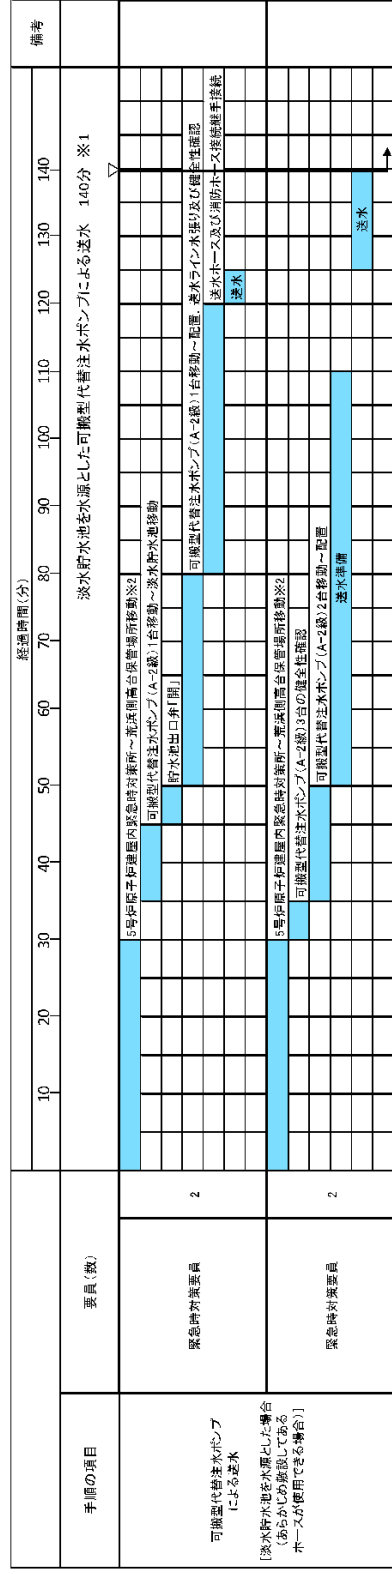 手順の項目
要員(数)
経過時間(分)
備考
10
20
30
40
50
60
70
80
90
100
110
120
130
140
淡水貯水池を水源とした可搬型代替注水ポンプによる送水 140分 ※1
可搬型代替注水ポンプ
による送水
[淡水貯水池を水源とした場合
(あらかじめ敷設してある
ホースが使用できる場合)]
緊急時対策要員
2
5号炉原子炉建屋内緊急時対策所~荒浜側高台保管場所移動※2
可搬型代替注水ポンプ(A-2級)1台移動~淡水貯水池移動
貯水池出口弁「開」
可搬型代替注水ポンプ(A-2級)1台移動~配置，送水ライン水張り及び健全性確認
送水ホース及び消防ホース接続継手接続
送水
緊急時対策要員
2
5号炉原子炉建屋内緊急時対策所~荒浜側高台保管場所移動※2
可搬型代替注水ポンプ(A-2級)3台の健全性確認
可搬型代替注水ポンプ(A-2級)2台移動~配置
送水準備
送水